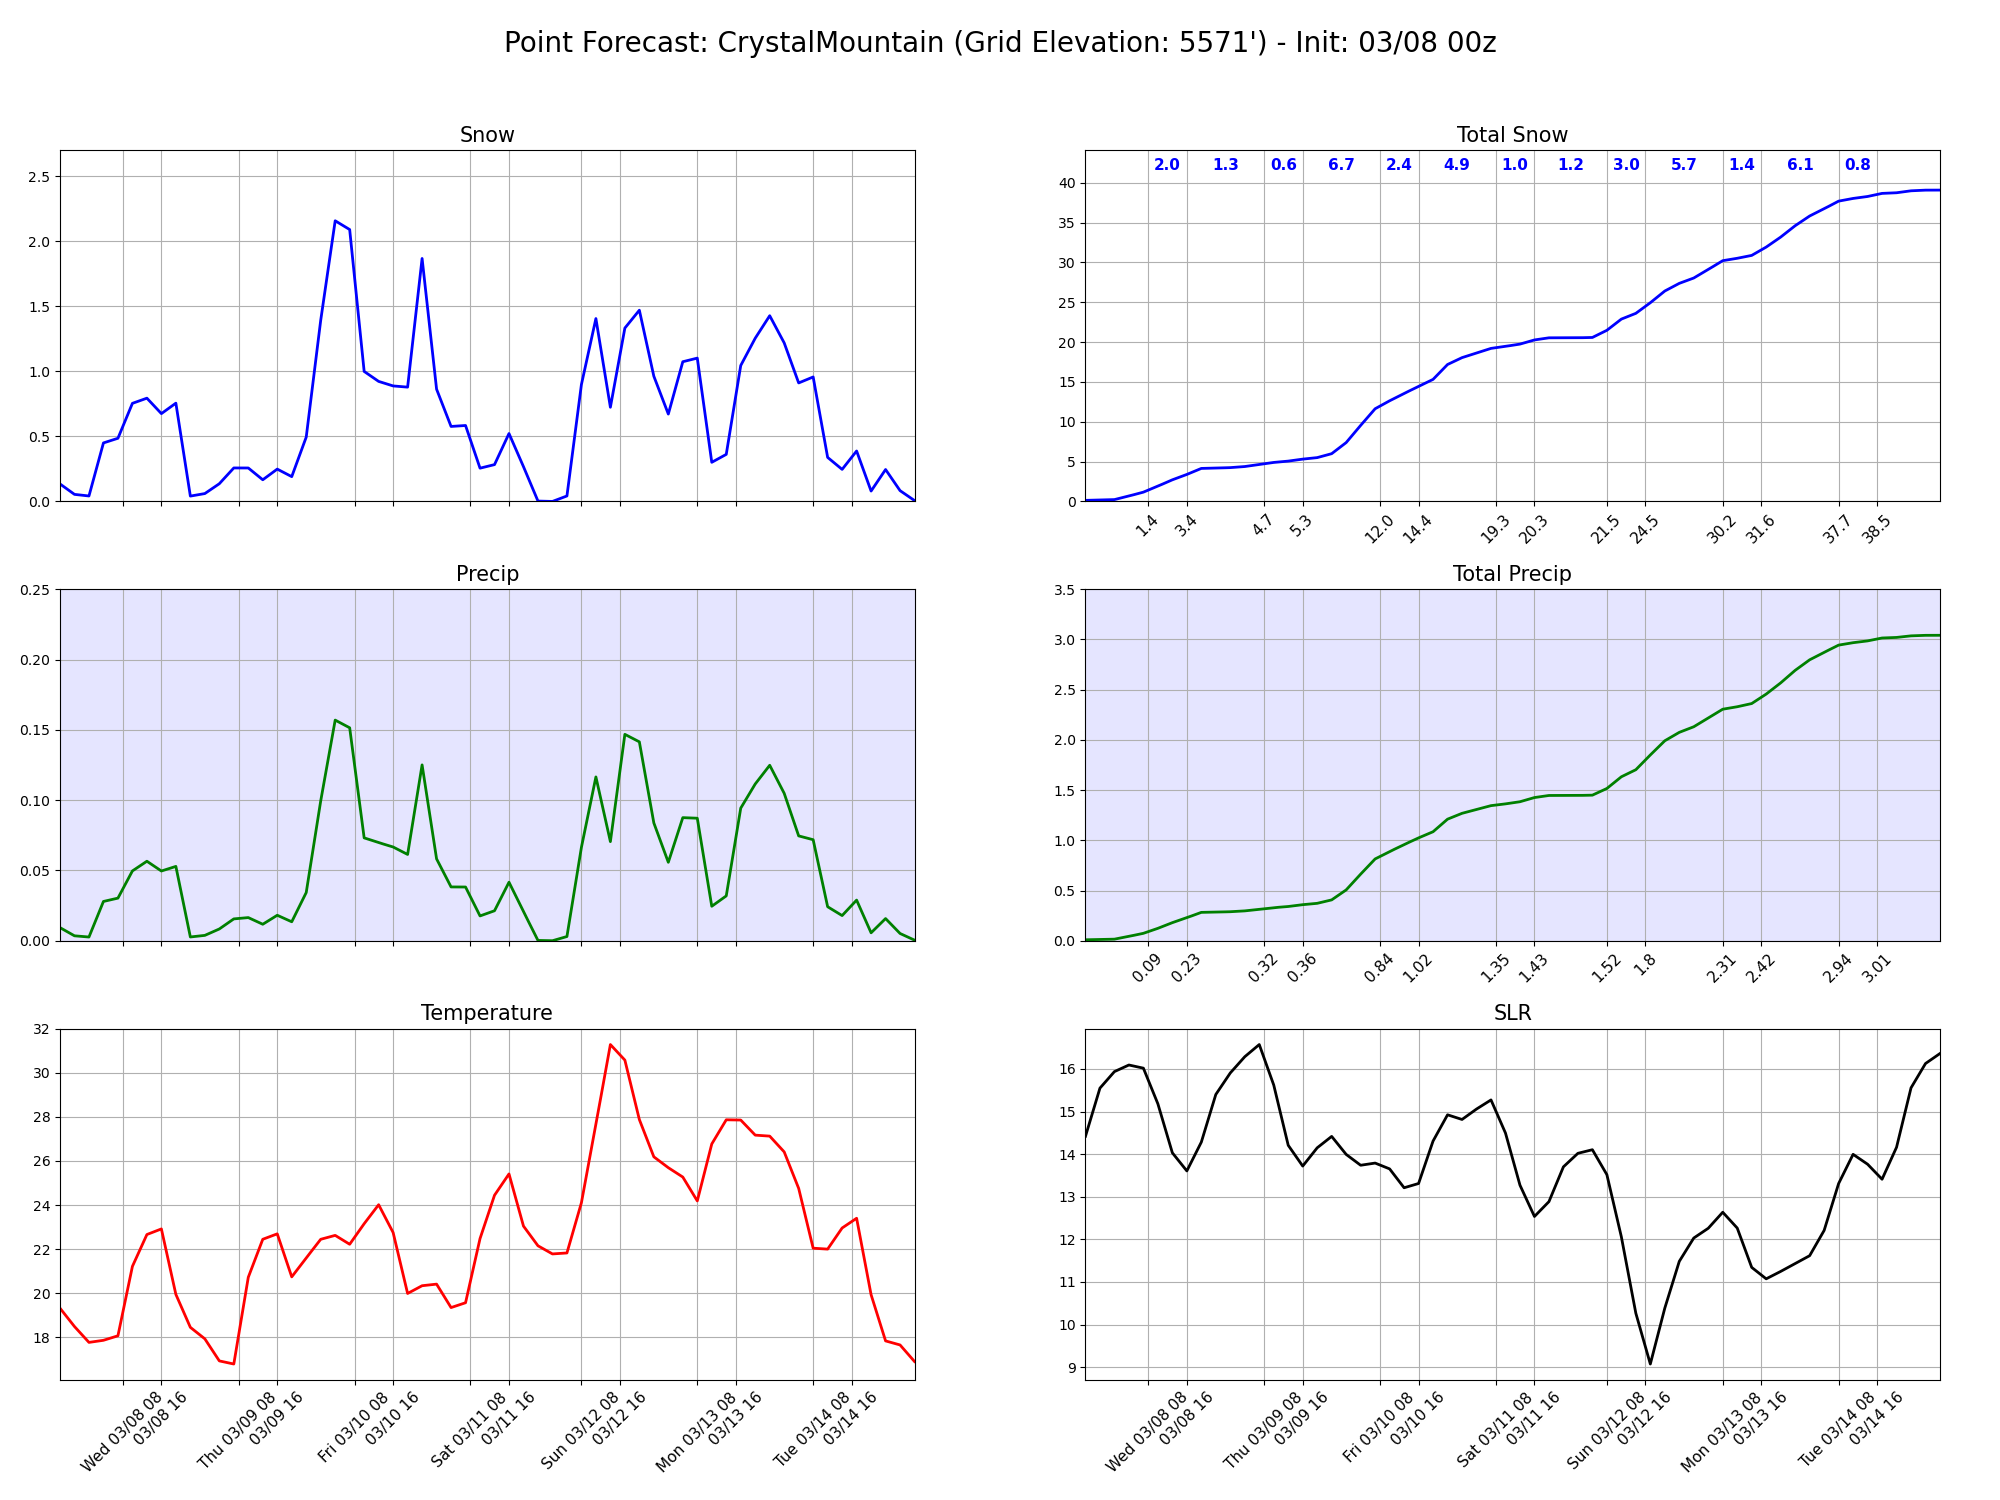 Point Forecast: CrystalMountain (Grid Elevation: 5571') - Init: 03/08 00z
Snow
2.5
2.0
1.5
1.0
0.5
0.0
Total Snow
2.0 1.3 0.6 6.7 2.4 4.9 1.0 1.2 3.0 5.7 1.4 6.1 0.8
40
35
30
25
20
15
10
5
0
1.4 3.4 4.7 5.3 12.0 14.4 19.3 20.3 21.5 24.5 30.2 31.6 37.7 38.5
Precip
0.25
0.20
0.15
0.10
0.05
0.00
Total Precip
3.5
3.0
2.5
2.0
1.5
1.0
0.5
0.0
0.09 0.23 0.32 0.36 0.84 1.02 1.35 1.43 1.52 1.8 2.31 2.42 2.94 3.01
Temperature
32
30
28
26
24
22
20
18
Wed 03/08 08
03/08 16
Thu 03/09 08
03/09 16
Fri 03/10 08
03/10 16
Sat 03/11 08
03/11 16
Sun 03/12 08
03/12 16
Mon 03/13 08
03/13 16
Tue 03/14 08
03/14 16
SLR
16
15
14
13
12
11
10
9
Wed 03/08 08
03/08 16
Thu 03/09 08
03/09 16
Fri 03/10 08
03/10 16
Sat 03/11 08
03/11 16
Sun 03/12 08
03/12 16
Mon 03/13 08
03/13 16
Tue 03/14 08
03/14 16